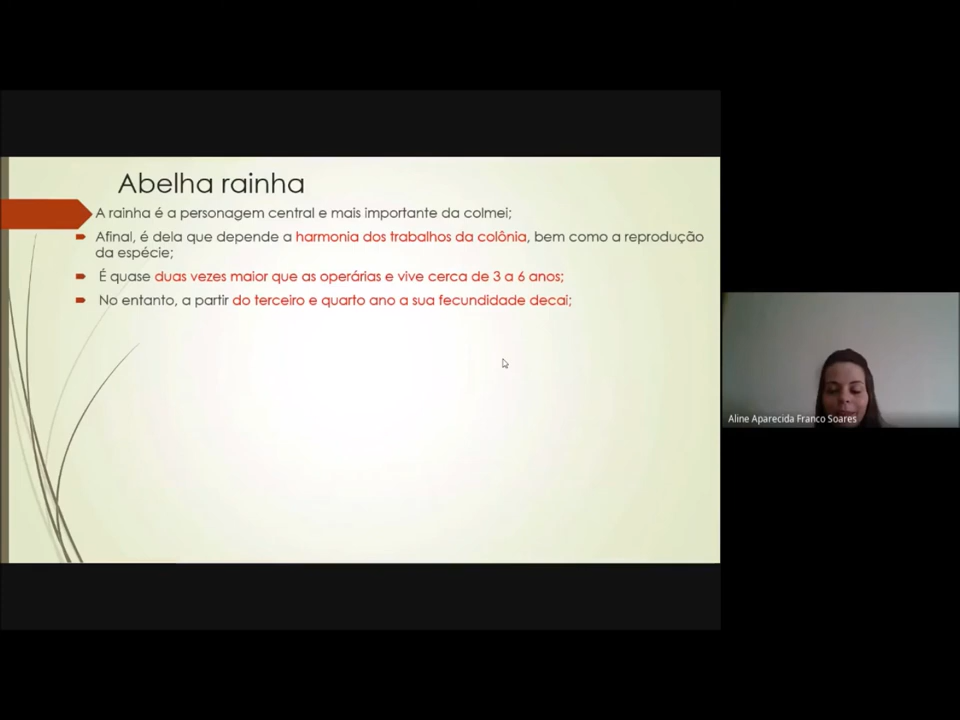 Abelha rainha
A rainha é a personagem central e mais importante da colmei;
Afinal, é dela que depende a harmonia dos trabalhos da colônia, bem como a reprodução
da espécie;
É quase duas vezes maior que as operárias e vive cerca de 3 a 6 anos;
No entanto, a partir do terceiro e quarto ano a sua fecundidade decai;
Aline Aparecida Franco Soares